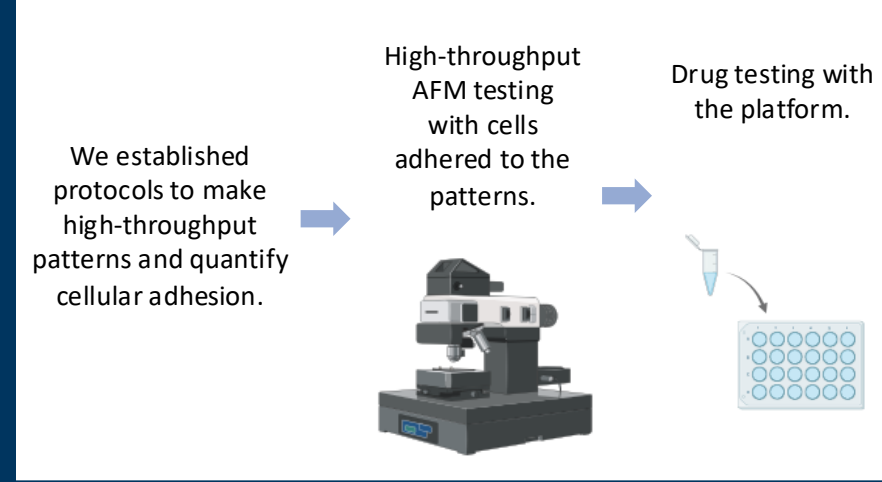 We established
protocols to make
high-throughput
patterns and quantify
cellular adhesion.
High-throughput
AFM testing
with cells
adhered to the
patterns.
Drug testing with
the platform.